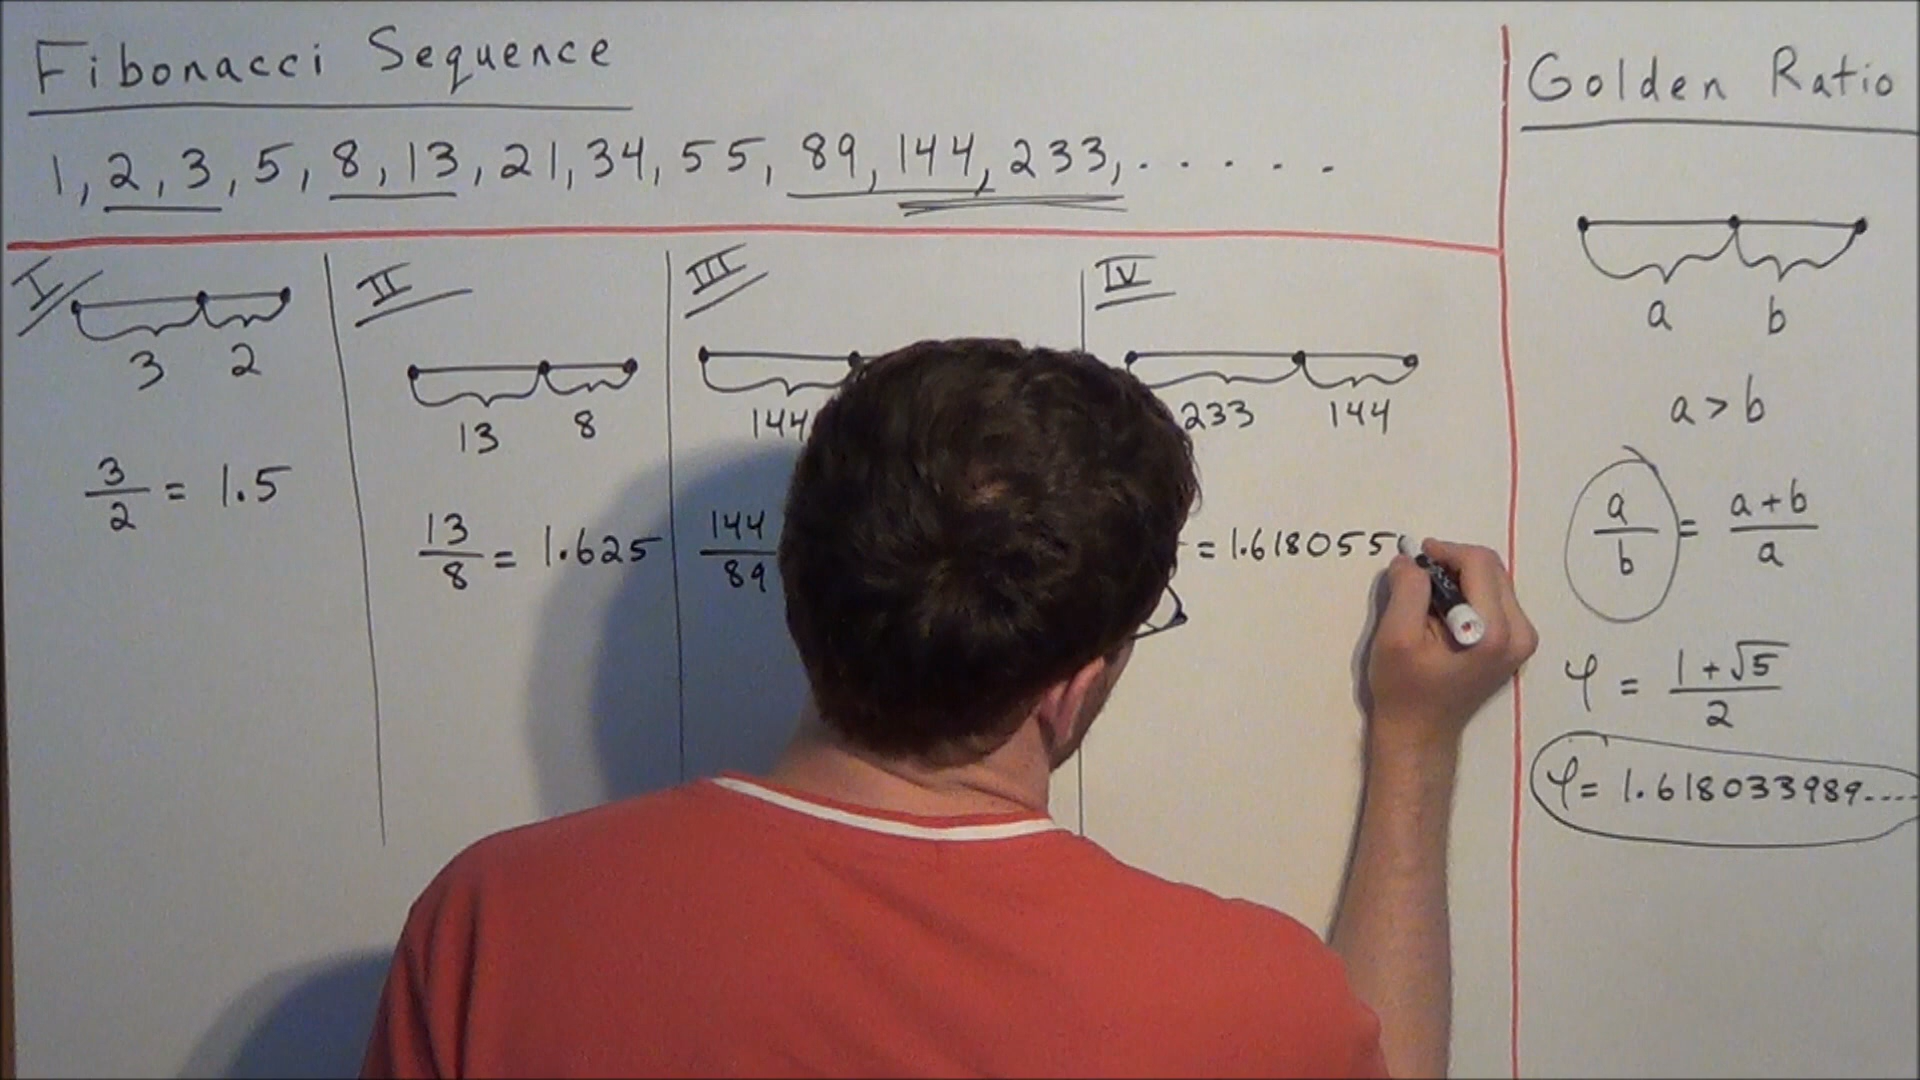 Fibonacci Sequence
1, 2, 3, 5, 8, 13, 21, 34, 55, 89, 144, 233, . . . . .
I
3 2
3/2 = 1.5
II
13 8
13/8 = 1.625
III
144
144/89
IV
233 144
= 1.618055
Golden Ratio
a b
a > b
a/b = a+b/a
φ = 1+√5/2
φ = 1.618033989....